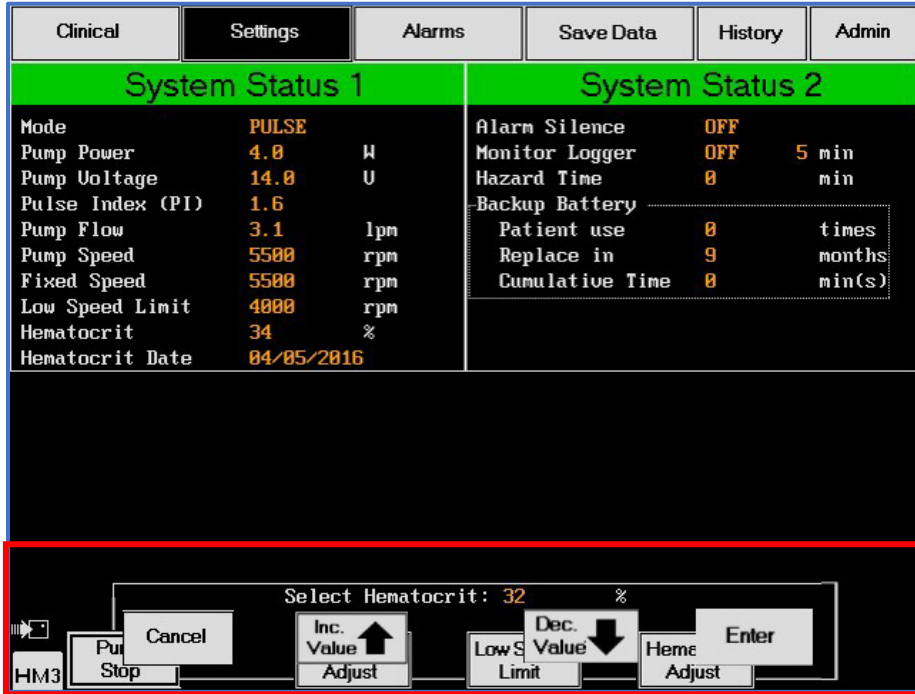 Clinical Settings Alarms Save Data History Admin
System Status 1
Mode PULSE
Pump Power 4.0 W
Pump Voltage 14.0 V
Pulse Index (PI) 1.6
Pump Flow 3.1 lpm
Pump Speed 5500 rpm
Fixed Speed 5500 rpm
Low Speed Limit 4000 rpm
Hematocrit 34 %
Hematocrit Date 04/05/2016
System Status 2
Alarm Silence OFF
Monitor Logger OFF 5 min
Hazard Time 0 min
Backup Battery
Patient use 0 times
Replace in 9 months
Cumulative Time 0 min(s)
Select Hematocrit: 32 %
Cancel
Inc.
Value
Dec.
Value
Enter
HM3
Stop
Adjust
Low
Limit
Adjust